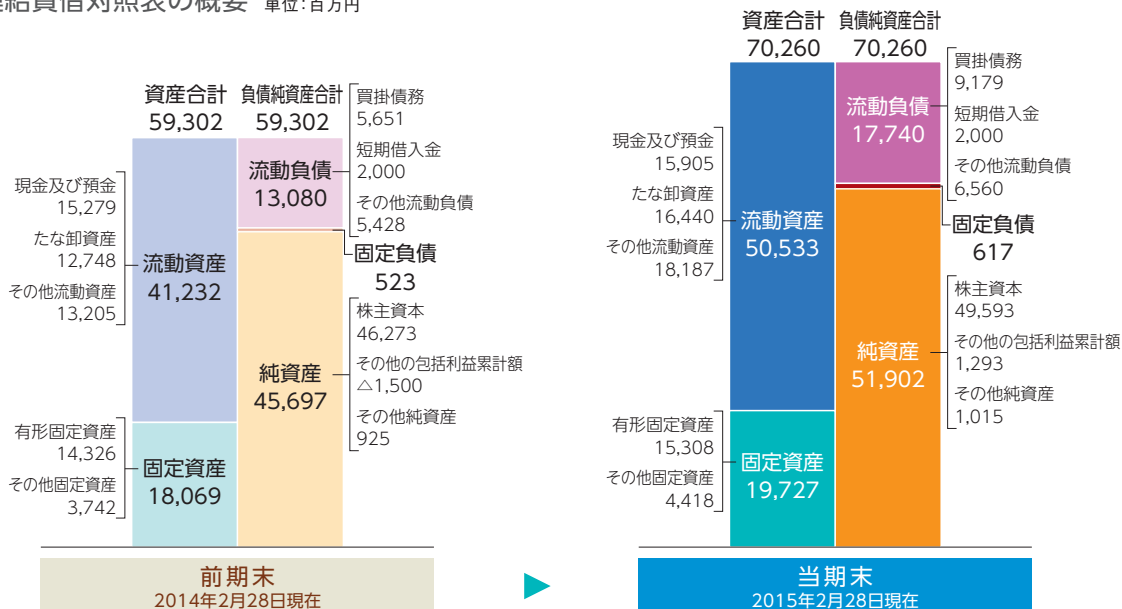 連結貸借対照表の概要 単位:百万円
資産合計
59,302
負債純資産合計
59,302
現金及び預金
15,279
たな卸資産
12,748
その他流動資産
13,205
流動資産
41,232
有形固定資産
14,326
その他固定資産
3,742
固定資産
18,069
流動負債
13,080
買掛債務
5,651
短期借入金
2,000
その他流動負債
5,428
固定負債
523
純資産
45,697
株主資本
46,273
その他の包括利益累計額
△1,500
その他純資産
925
前期末
2014年2月28日現在
資産合計
70,260
負債純資産合計
70,260
現金及び預金
15,905
たな卸資産
16,440
その他流動資産
18,187
流動資産
50,533
有形固定資産
15,308
その他固定資産
4,418
固定資産
19,727
流動負債
17,740
買掛債務
9,179
短期借入金
2,000
その他流動負債
6,560
固定負債
617
純資産
51,902
株主資本
49,593
その他の包括利益累計額
1,293
その他純資産
1,015
当期末
2015年2月28日現在